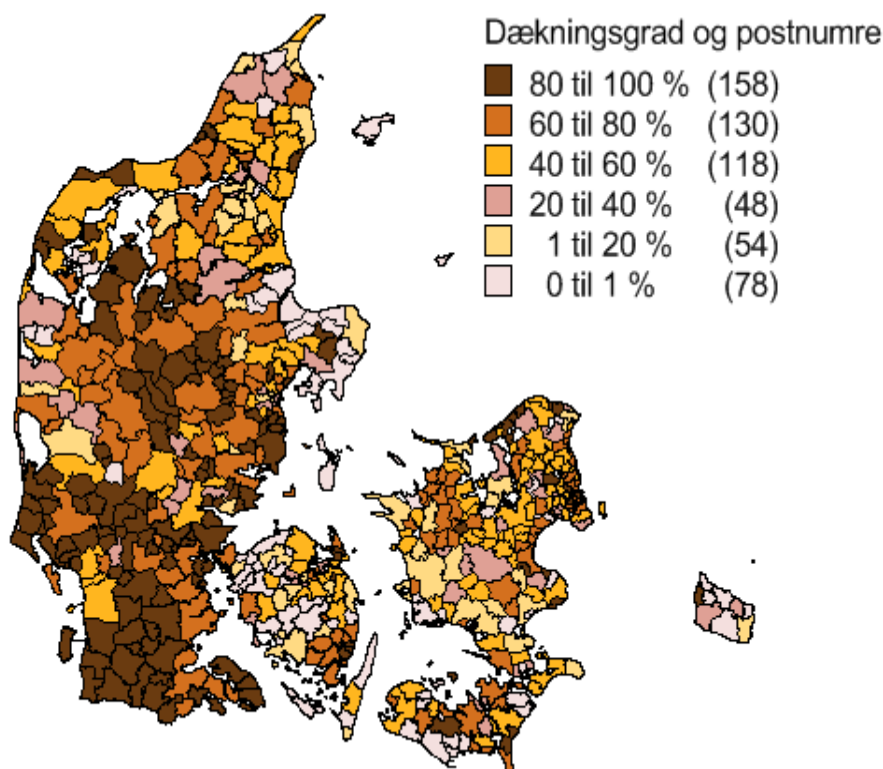 Dækningsgrad og postnumre
80 til 100 % (158)
60 til 80 % (130)
40 til 60 % (118)
20 til 40 % (48)
1 til 20 % (54)
0 til 1 % (78)